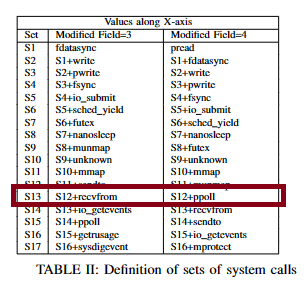 Values along X-axis
Set Modified Field=3 Modified Field=4
S1 fdatasync pread
S2 S1+write S1+fdatasync
S3 S2+pwrite S2+write
S4 S3+fsync S3+pwrite
S5 S4+io_submit S4+fsync
S6 S5+sched_yield S5+io_submit
S7 S6+futex S6+sched_yield
S8 S7+nanosleep S7+nanosleep
S9 S8+munmap S8+futex
S10 S9+unknown S9+unknown
S11 S10+mmap S10+mmap
S12 S11+sendto S11+munmap
S13 S12+recvfrom S12+ppoll
S14 S13+io_getevents S13+recvfrom
S15 S14+ppoll S14+sendto
S16 S15+getrusage S15+io_getevents
S17 S16+sysdigevent S16+mprotect
TABLE II: Definition of sets of system calls